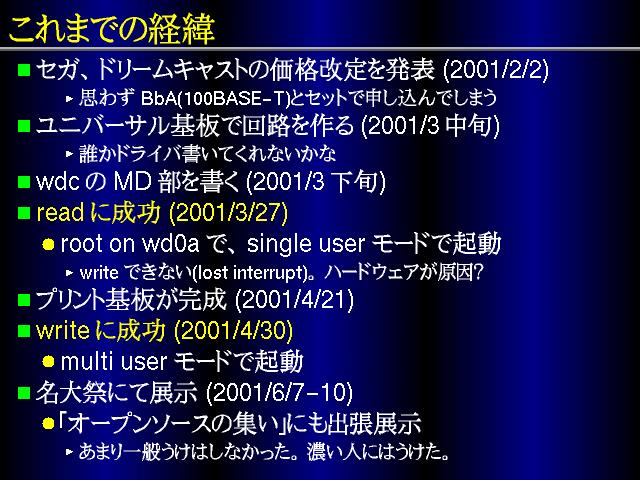 これまでの経緯
セガ、ドリームキャストの価格改定を発表 (2001/2/2)
思わず BbA(100BASE-T)とセットで申し込んでしまう
ユニバーサル基板で回路を作る (2001/3 中旬)
誰かドライバ書いてくれないかな
wdc の MD 部を書く (2001/3 下旬)
read に成功 (2001/3/27)
root on wd0a で、single user モードで起動
write できない(lost interrupt)。ハードウェアが原因?
プリント基板が完成 (2001/4/21)
write に成功 (2001/4/30)
multi user モードで起動
名大祭にて展示 (2001/6/7-10)
「オープンソースの集い」にも出張展示
あまり一般うけはしなかった。濃い人にはうけた。